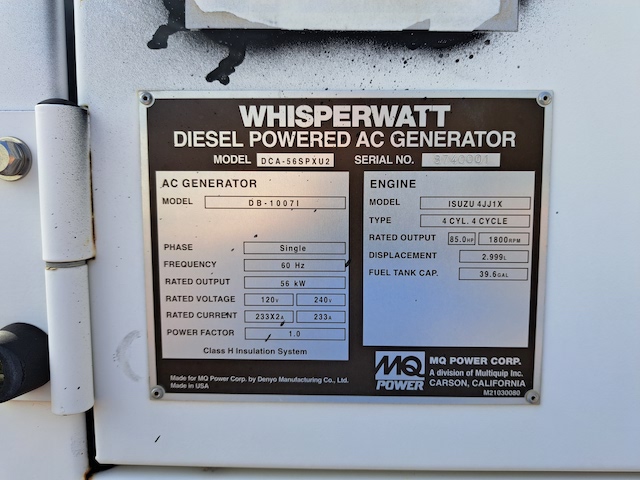 WHISPERWATT
DIESEL POWERED AC GENERATOR
MODEL DCA-56SPXU2 SERIAL NO.
AC GENERATOR
MODEL DB-1007I
PHASE Single
FREQUENCY 60 Hz
RATED OUTPUT 56 kW
RATED VOLTAGE 120V 240V
RATED CURRENT 233X2A 233A
POWER FACTOR 1.0
Class H Insulation System
ENGINE
MODEL ISUZU 4JJ1X
TYPE 4 CYL. 4 CYCLE
RATED OUTPUT 85.0HP 1800RPM
DISPLACEMENT 2.999L
FUEL TANK CAP. 39.6GAL
Made for MQ Power Corp. by Denyo Manufacturing Co., Ltd.
Made in USA
MQ
POWER
MQ POWER CORP.
A division of Multiquip Inc.
CARSON, CALIFORNIA
M21030080